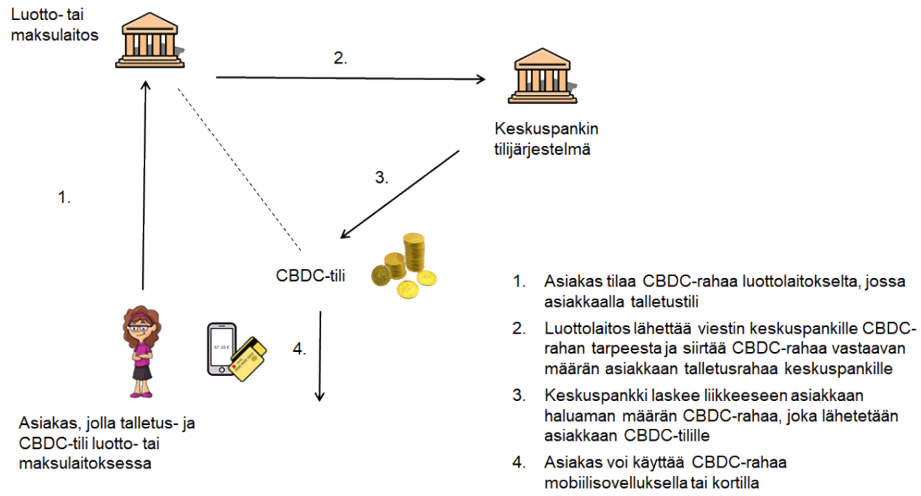 Luotto- tai
maksulaitos
2.
Keskuspankin
tilijärjestelmä
3.
1.
CBDC-tili
4.
Asiakas, jolla talletus- ja
CBDC-tili luotto- tai
maksulaitoksessa
1. Asiakas tilaa CBDC-rahaa luottolaitokselta, jossa
asiakkaalla talletustili
2. Luottolaitos lähettää viestin keskuspankille CBDC-
rahan tarpeesta ja siirtää CBDC-rahaa vastaavan
määrän asiakkaan talletusrahaa keskuspankille
3. Keskuspankki laskee liikkeeseen asiakkaan
haluaman määrän CBDC-rahaa, joka lähetetään
asiakkaan CBDC-tilille
4. Asiakas voi käyttää CBDC-rahaa
mobiilisovelluksella tai kortilla